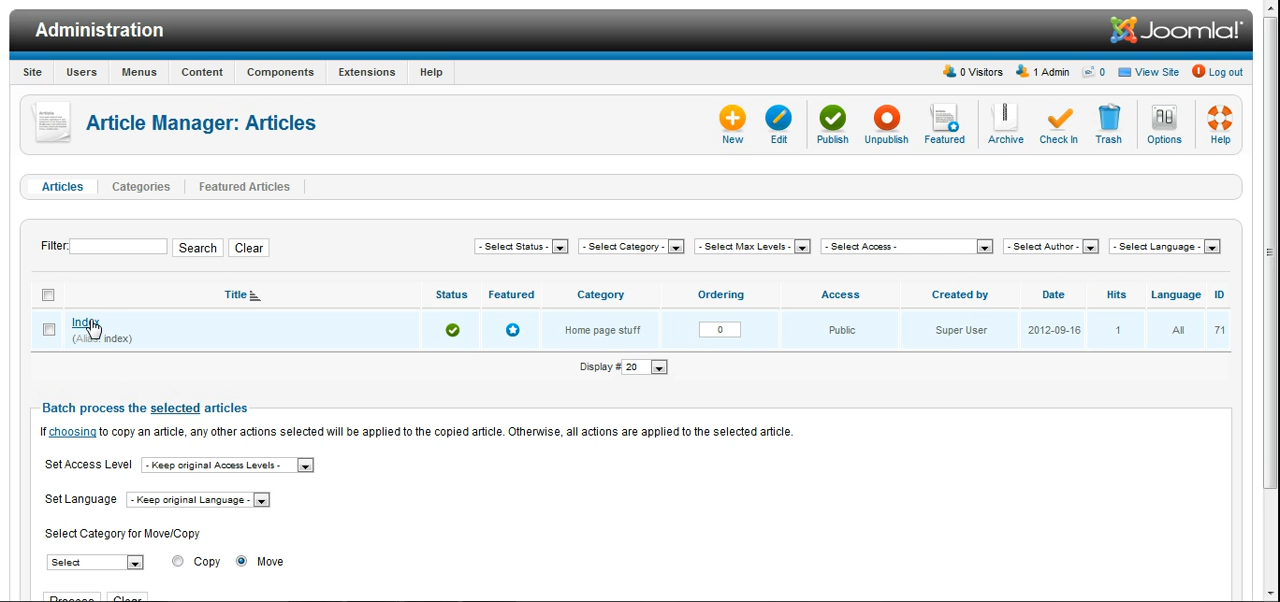 Administration
Joomla!
Site Users Menus Content Components Extensions Help
0 Visitors 1 Admin 0 View Site Log out
Article Manager: Articles
New Edit Publish Unpublish Featured Archive Check In Trash Options Help
Articles Categories Featured Articles
Filter: Search Clear - Select Status - - Select Category - - Select Max Levels - - Select Access - - Select Author - - Select Language -
Title Status Featured Category Ordering Access Created by Date Hits Language ID
Index Home page stuff 0 Public Super User 2012-09-16 1 All 71
(Alias: index)
Display # 20
Batch process the selected articles
If choosing to copy an article, any other actions selected will be applied to the copied article. Otherwise, all actions are applied to the selected article.
Set Access Level - Keep original Access Levels -
Set Language - Keep original Language -
Select Category for Move/Copy
Select Copy Move
Process Clear